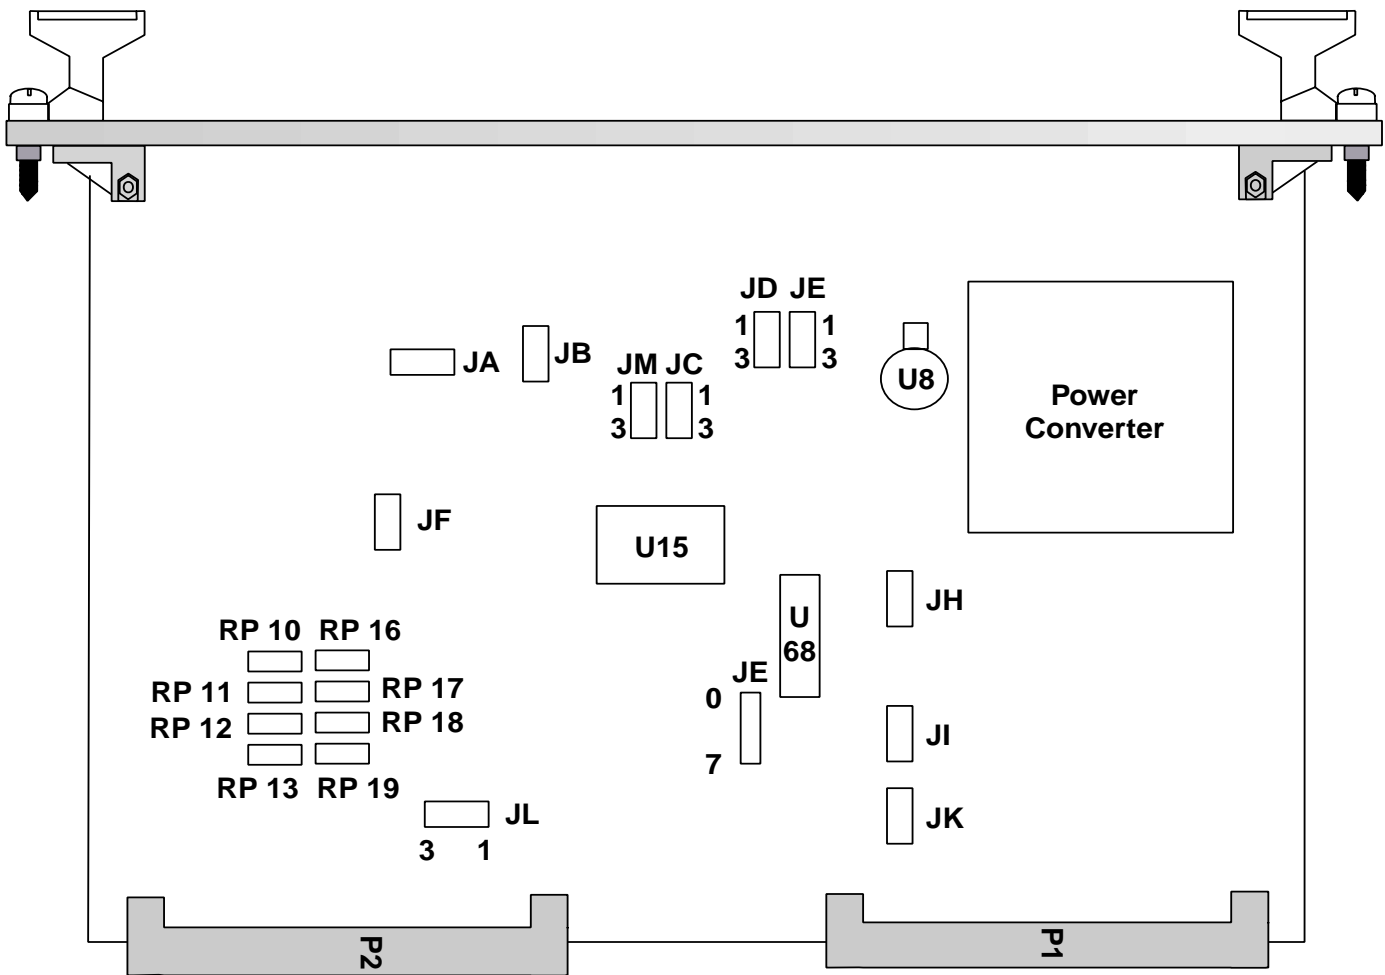 JD JE
1 1
3 3
JA
JB
JM JC
1 1
3 3
U8
Power
Converter
JF
U15
JH
U
68
RP 10 RP 16
RP 11 RP 17
RP 12 RP 18
RP 13 RP 19
JE
0
7
JI
JL
3 1
JK
P2
P1